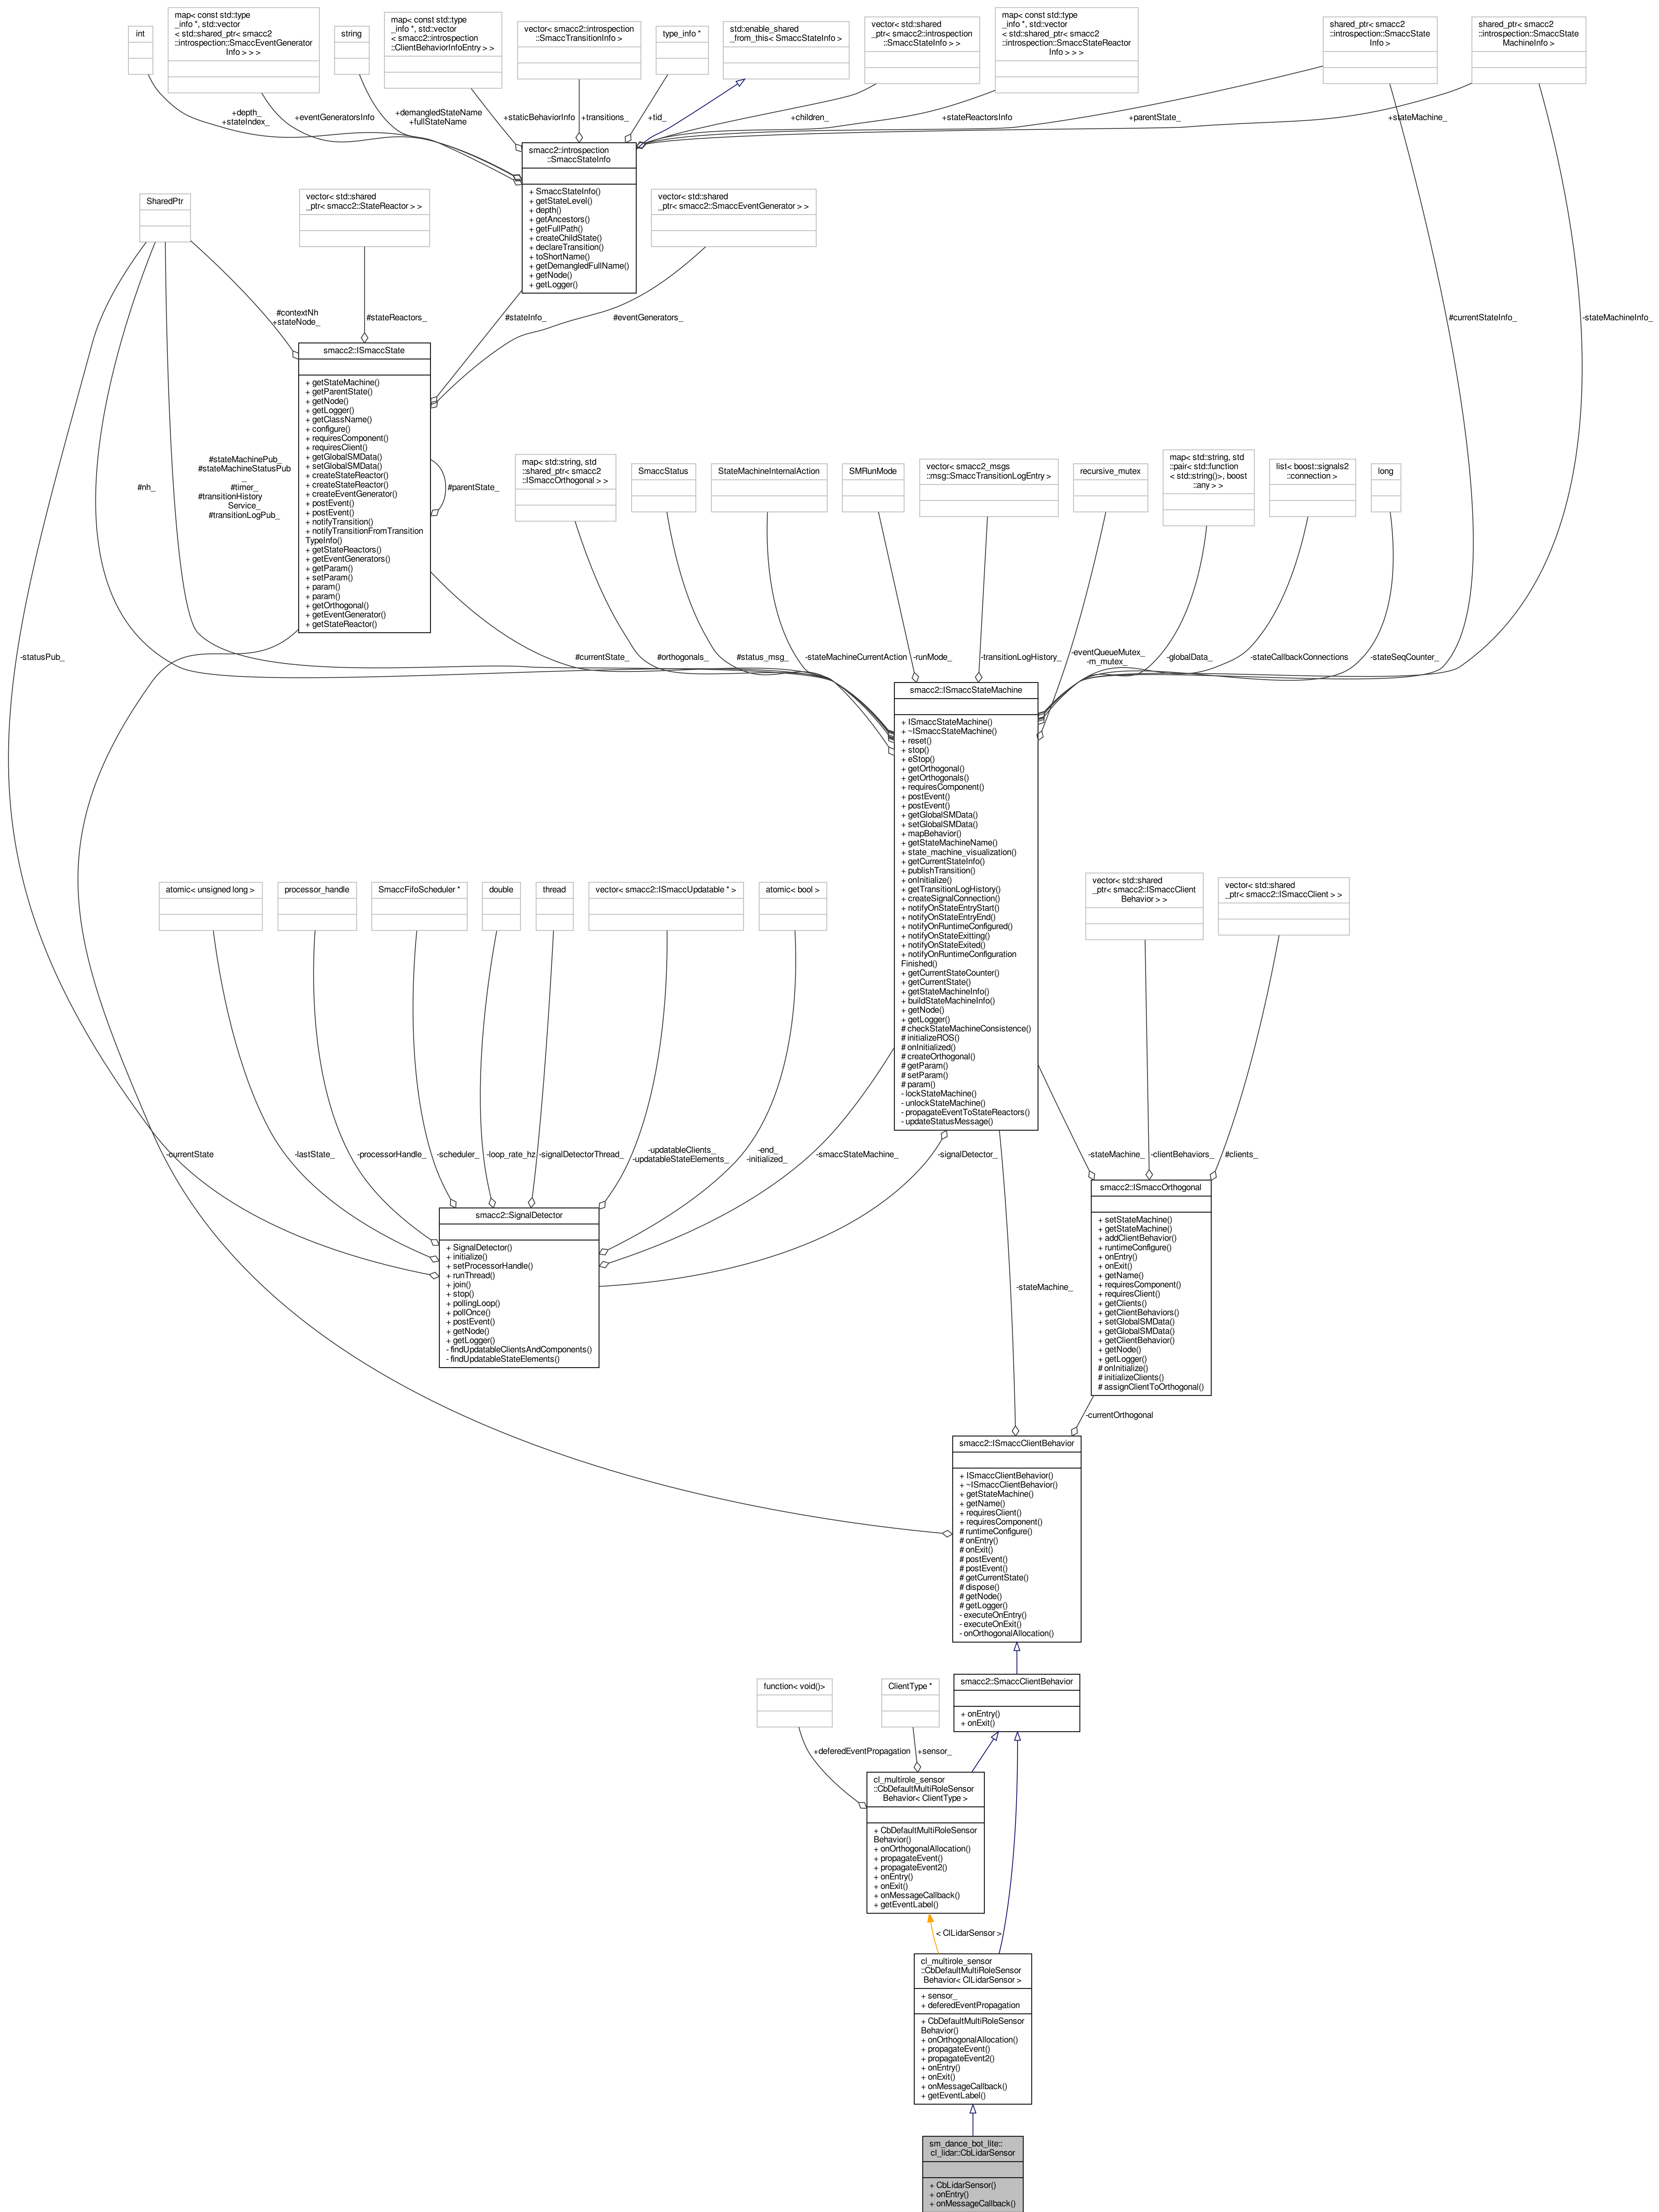 int
map< const std::type
_info *, std::vector
< std::shared_ptr< smacc2
::introspection::SmaccEventGenerator
Info > > >
string
map< const std::type
_info *, std::vector
< smacc2::introspection
::ClientBehaviorInfoEntry > >
vector< smacc2::introspection
::SmaccTransitionInfo >
type_info *
std::enable_shared
_from_this< SmaccStateInfo >
vector< std::shared
_ptr< smacc2::introspection
::SmaccStateInfo > >
map< const std::type
_info *, std::vector
< std::shared_ptr< smacc2
::introspection::SmaccStateReactor
Info > > >
shared_ptr< smacc2
::introspection::SmaccState
Info >
shared_ptr< smacc2
::introspection::SmaccState
MachineInfo >
+depth_
+stateIndex_
+eventGeneratorsInfo
+demangledStateName
+fullStateName
+staticBehaviorInfo
+transitions_
+tid_
+children_
+stateReactorsInfo
+parentState_
+stateMachine_
smacc2::introspection
::SmaccStateInfo
+ SmaccStateInfo()
+ getStateLevel()
+ depth()
+ getAncestors()
+ getFullPath()
+ createChildState()
+ declareTransition()
+ toShortName()
+ getDemangledFullName()
+ getNode()
+ getLogger()
SharedPtr
vector< std::shared
_ptr< smacc2::StateReactor > >
vector< std::shared
_ptr< smacc2::SmaccEventGenerator > >
#contextNh
+stateNode_
#stateReactors_
#stateInfo_
#eventGenerators_
#currentStateInfo_
-stateMachineInfo_
smacc2::ISmaccState
+ getStateMachine()
+ getParentState()
+ getNode()
+ getLogger()
+ getClassName()
+ configure()
+ requiresComponent()
+ requiresClient()
+ getGlobalSMData()
+ setGlobalSMData()
+ createStateReactor()
+ createStateReactor()
+ createEventGenerator()
+ postEvent()
+ postEvent()
+ notifyTransition()
+ notifyTransitionFromTransition
TypeInfo()
+ getStateReactors()
+ getEventGenerators()
+ getParam()
+ setParam()
+ param()
+ param()
+ getOrthogonal()
+ getEventGenerator()
+ getStateReactor()
#parentState_
#nh_
#stateMachinePub_
#stateMachineStatusPub
_
#timer_
#transitionHistory
Service_
#transitionLogPub_
map< std::string, std
::shared_ptr< smacc2
::ISmaccOrthogonal > >
SmaccStatus
StateMachineInternalAction
SMRunMode
vector< smacc2_msgs
::msg::SmaccTransitionLogEntry >
recursive_mutex
map< std::string, std
::pair< std::function
< std::string()>, boost
::any > >
list< boost::signals2
::connection >
long
-statusPub_
#currentState_
#orthogonals_
#status_msg_
-stateMachineCurrentAction
-runMode_
-transitionLogHistory_
-eventQueueMutex_
-m_mutex_
-globalData_
-stateCallbackConnections
-stateSeqCounter_
smacc2::ISmaccStateMachine
+ ISmaccStateMachine()
+ ~ISmaccStateMachine()
+ reset()
+ stop()
+ eStop()
+ getOrthogonal()
+ getOrthogonals()
+ requiresComponent()
+ postEvent()
+ postEvent()
+ getGlobalSMData()
+ setGlobalSMData()
+ mapBehavior()
+ getStateMachineName()
+ state_machine_visualization()
+ getCurrentStateInfo()
+ publishTransition()
+ onInitialize()
+ getTransitionLogHistory()
+ createSignalConnection()
+ notifyOnStateEntryStart()
+ notifyOnStateEntryEnd()
+ notifyOnRuntimeConfigured()
+ notifyOnStateExitting()
+ notifyOnStateExited()
+ notifyOnRuntimeConfiguration
Finished()
+ getCurrentStateCounter()
+ getCurrentState()
+ getStateMachineInfo()
+ buildStateMachineInfo()
+ getNode()
+ getLogger()
# checkStateMachineConsistence()
# initializeROS()
# onInitialized()
# createOrthogonal()
# getParam()
# setParam()
# param()
- lockStateMachine()
- unlockStateMachine()
- propagateEventToStateReactors()
- updateStatusMessage()
atomic< unsigned long >
processor_handle
SmaccFifoScheduler *
double
thread
vector< smacc2::ISmaccUpdatable * >
atomic< bool >
vector< std::shared
_ptr< smacc2::ISmaccClient
Behavior > >
vector< std::shared
_ptr< smacc2::ISmaccClient > >
-currentState
-lastState_
-processorHandle_
-scheduler_
-loop_rate_hz_
-signalDetectorThread_
-updatableClients_
-updatableStateElements_
-end_
-initialized_
-smaccStateMachine_
-signalDetector_
-stateMachine_
-clientBehaviors_
#clients_
smacc2::SignalDetector
+ SignalDetector()
+ initialize()
+ setProcessorHandle()
+ runThread()
+ join()
+ stop()
+ pollingLoop()
+ pollOnce()
+ postEvent()
+ getNode()
+ getLogger()
- findUpdatableClientsAndComponents()
- findUpdatableStateElements()
smacc2::ISmaccOrthogonal
+ setStateMachine()
+ getStateMachine()
+ addClientBehavior()
+ runtimeConfigure()
+ onEntry()
+ onExit()
+ getName()
+ requiresComponent()
+ requiresClient()
+ getClients()
+ getClientBehaviors()
+ setGlobalSMData()
+ getGlobalSMData()
+ getClientBehavior()
+ getNode()
+ getLogger()
# onInitialize()
# initializeClients()
# assignClientToOrthogonal()
-stateMachine_
-currentOrthogonal
smacc2::ISmaccClientBehavior
+ ISmaccClientBehavior()
+ ~ISmaccClientBehavior()
+ getStateMachine()
+ getName()
+ requiresClient()
+ requiresComponent()
# runtimeConfigure()
# onEntry()
# onExit()
# postEvent()
# postEvent()
# getCurrentState()
# dispose()
# getNode()
# getLogger()
- executeOnEntry()
- executeOnExit()
- onOrthogonalAllocation()
function< void()>
ClientType *
smacc2::SmaccClientBehavior
+ onEntry()
+ onExit()
+deferedEventPropagation
+sensor_
cl_multirole_sensor
::CbDefaultMultiRoleSensor
Behavior< ClientType >
+ CbDefaultMultiRoleSensor
Behavior()
+ onOrthogonalAllocation()
+ propagateEvent()
+ propagateEvent2()
+ onEntry()
+ onExit()
+ onMessageCallback()
+ getEventLabel()
< ClLidarSensor >
cl_multirole_sensor
::CbDefaultMultiRoleSensor
Behavior< ClLidarSensor >
+ sensor_
+ deferedEventPropagation
+ CbDefaultMultiRoleSensor
Behavior()
+ onOrthogonalAllocation()
+ propagateEvent()
+ propagateEvent2()
+ onEntry()
+ onExit()
+ onMessageCallback()
+ getEventLabel()
sm_dance_bot_lite::
cl_lidar::CbLidarSensor
+ CbLidarSensor()
+ onEntry()
+ onMessageCallback()